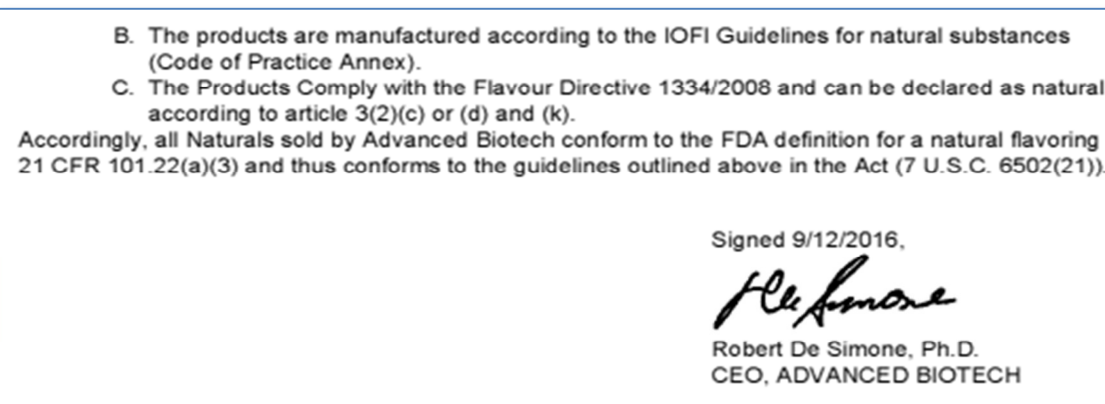 B. The products are manufactured according to the IOFI Guidelines for natural substances
(Code of Practice Annex).
C. The Products Comply with the Flavour Directive 1334/2008 and can be declared as natural
according to article 3(2)(c) or (d) and (k).
Accordingly, all Naturals sold by Advanced Biotech conform to the FDA definition for a natural flavoring
21 CFR 101.22(a)(3) and thus conforms to the guidelines outlined above in the Act (7 U.S.C. 6502(21)).
Signed 9/12/2016,
De Simone
Robert De Simone, Ph.D.
CEO, ADVANCED BIOTECH